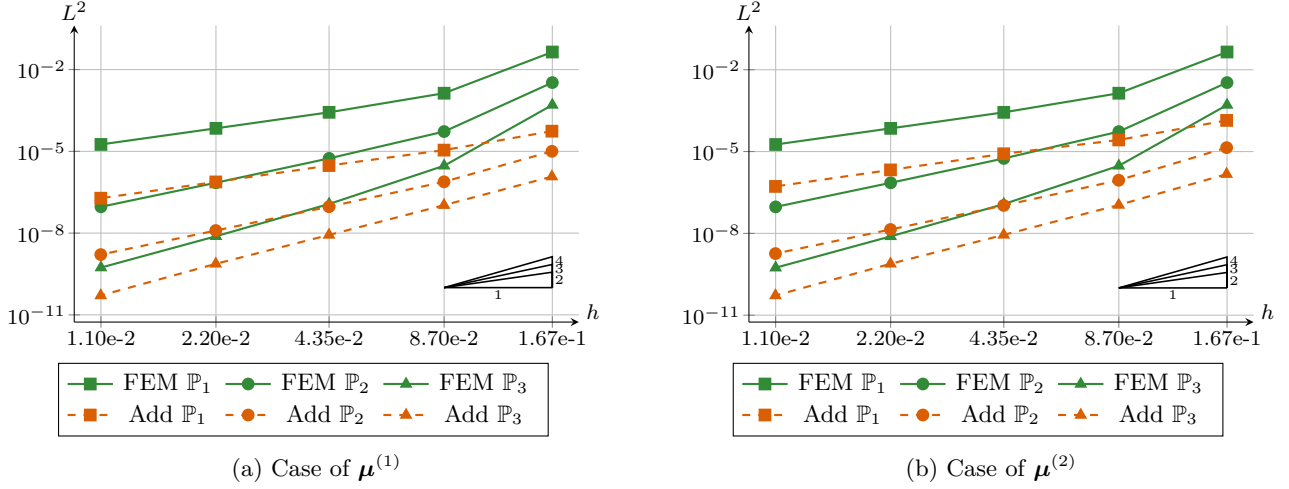 L²
10⁻²
10⁻⁵
10⁻⁸
10⁻¹¹
4
3
2
1
h
1.10e-2 2.20e-2 4.35e-2 8.70e-2 1.67e-1
FEM ℙ₁ FEM ℙ₂ FEM ℙ₃
Add ℙ₁ Add ℙ₂ Add ℙ₃
(a) Case of 𝝁⁽¹⁾
L²
10⁻²
10⁻⁵
10⁻⁸
10⁻¹¹
4
3
2
1
h
1.10e-2 2.20e-2 4.35e-2 8.70e-2 1.67e-1
FEM ℙ₁ FEM ℙ₂ FEM ℙ₃
Add ℙ₁ Add ℙ₂ Add ℙ₃
(b) Case of 𝝁⁽²⁾